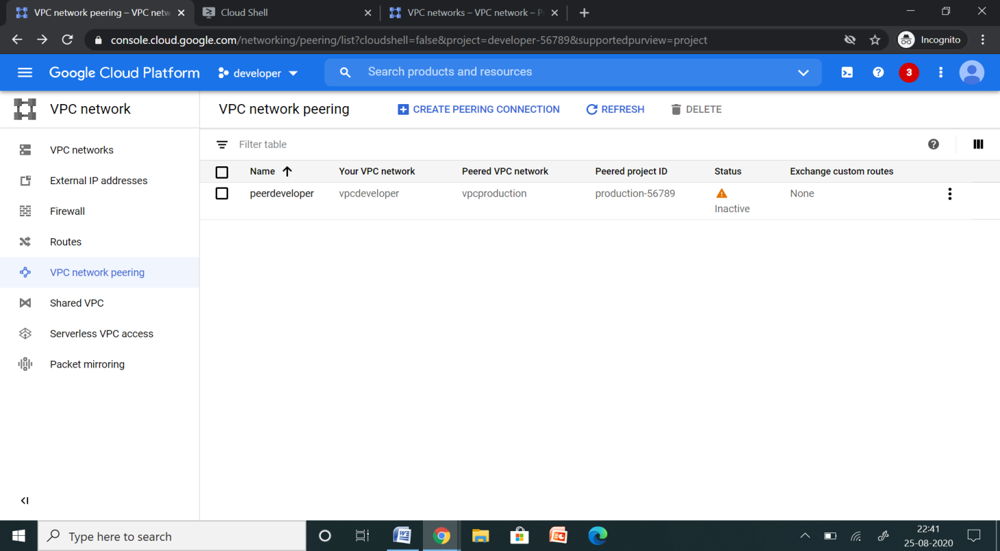 VPC network peering – VPC netw
Cloud Shell
VPC networks – VPC network – P
console.cloud.google.com/networking/peering/list?cloudshell=false&project=developer-56789&supportedpurview=project
Incognito
Google Cloud Platform
developer
Search products and resources
3
VPC network
VPC network peering
CREATE PEERING CONNECTION
REFRESH
DELETE
VPC networks
External IP addresses
Firewall
Routes
VPC network peering
Shared VPC
Serverless VPC access
Packet mirroring
Filter table
Name Your VPC network Peered VPC network Peered project ID Status Exchange custom routes
peerdeveloper vpcdeveloper vpcproduction production-56789 Inactive None
Type here to search
22:41
25-08-2020